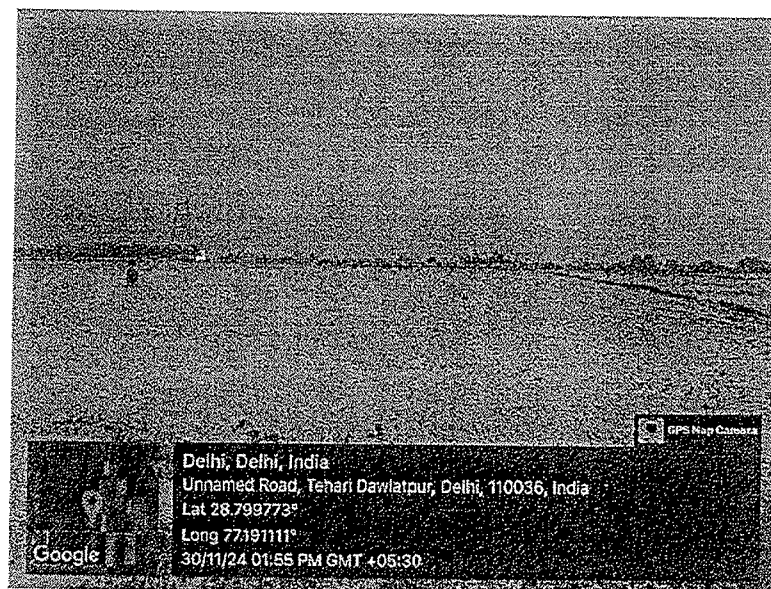 GPS Map Camera
Delhi, Delhi, India
Unnamed Road, Tehari Dawlatpur, Delhi, 110036, India
Lat 28.799773°
Long 77.191111°
30/11/24 01:55 PM GMT +05:30
Google